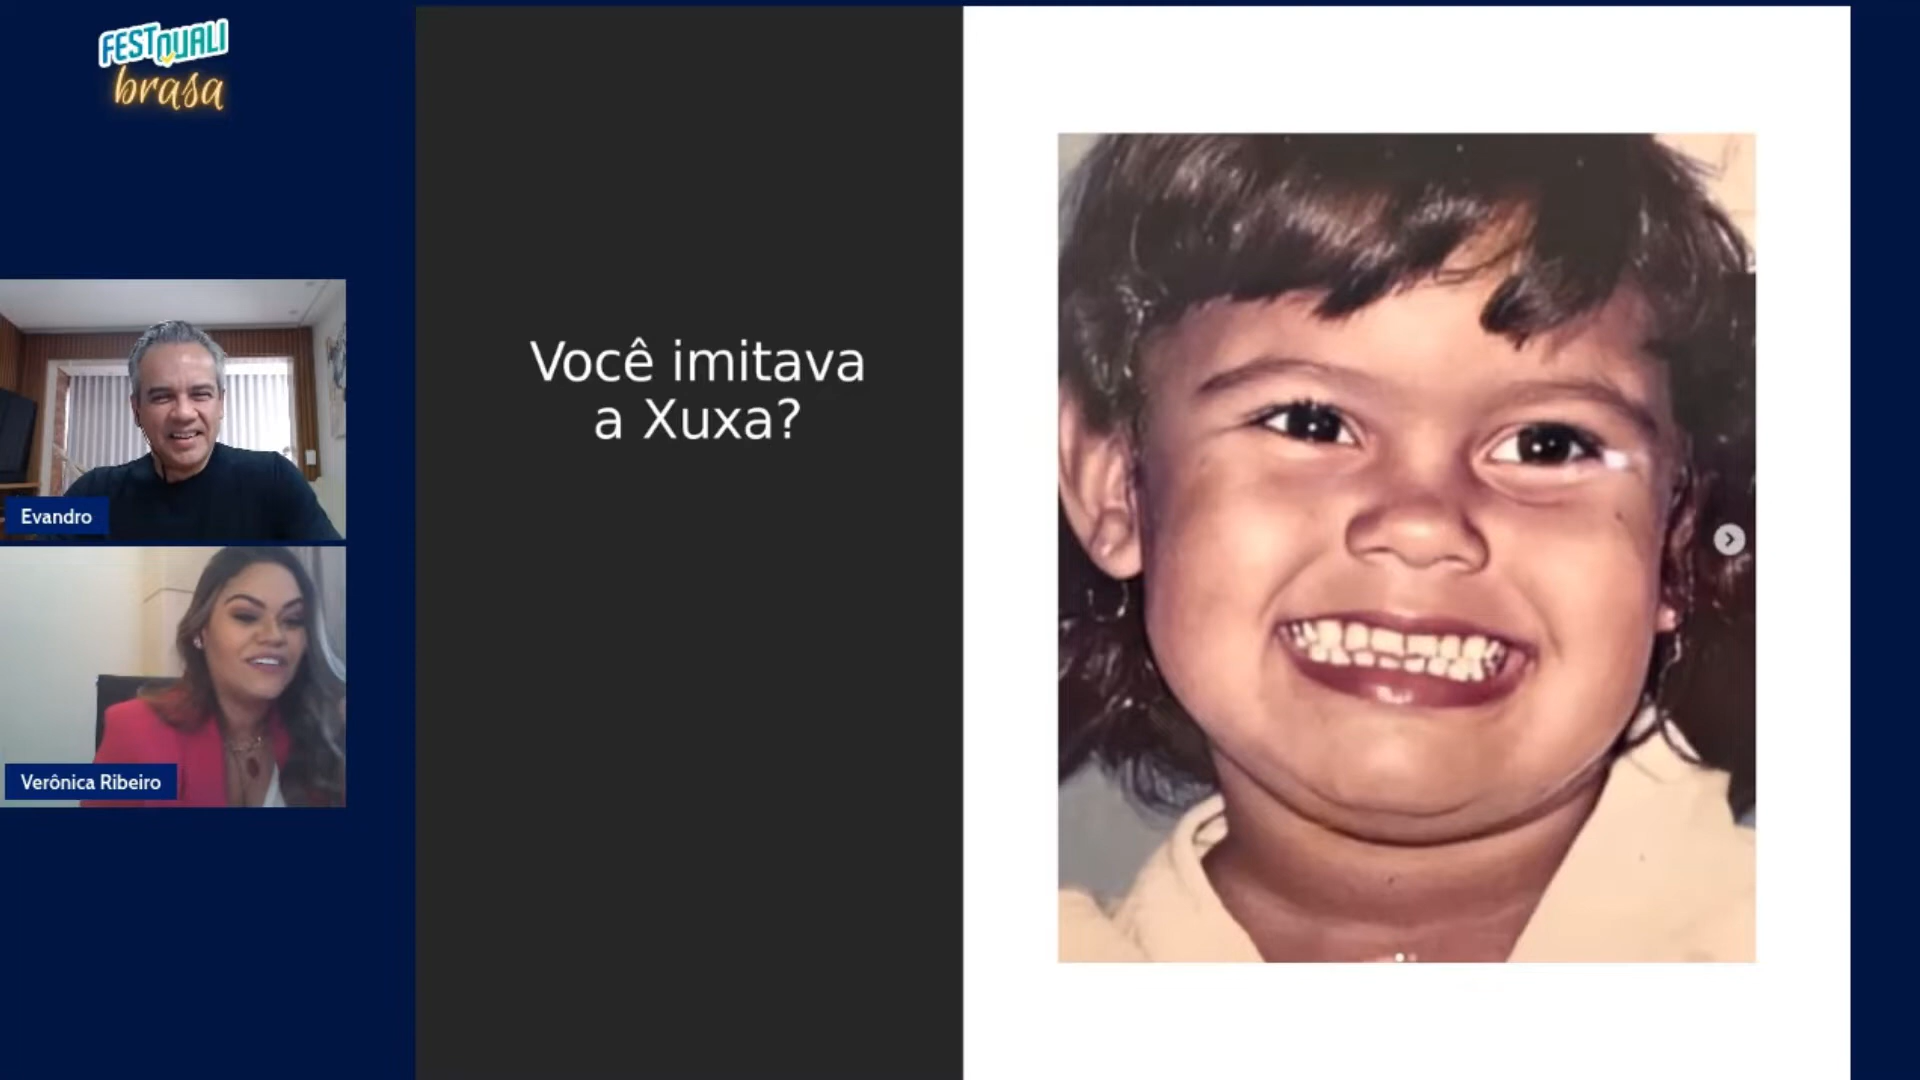 FESTQUALI
brasa
Você imitava
a Xuxa?
Evandro
Verônica Ribeiro